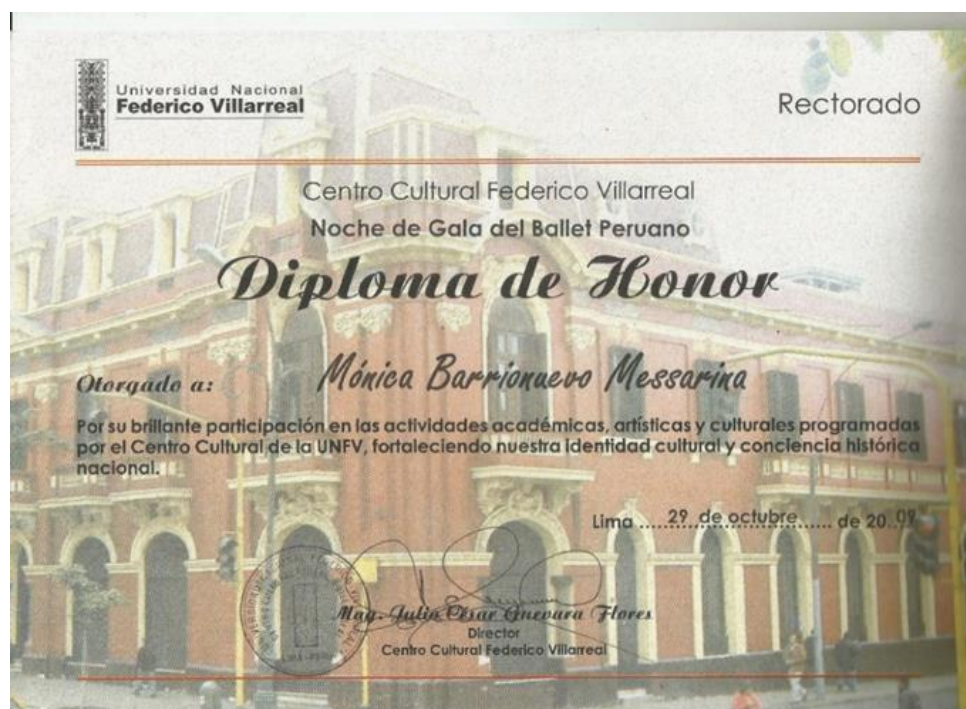 Universidad Nacional
Federico Villarreal
Rectorado
Centro Cultural Federico Villarreal
Noche de Gala del Ballet Peruano
Diploma de Honor
Otorgado a: Mónica Barrionuevo Messarina
Por su brillante participación en las actividades académicas, artísticas y culturales programadas
por el Centro Cultural de la UNFV, fortaleciendo nuestra identidad cultural y conciencia histórica
nacional.
Lima ..... 29 de octubre ..... de 20 09
Mag. Julio César Guevara Flores
Director
Centro Cultural Federico Villarreal